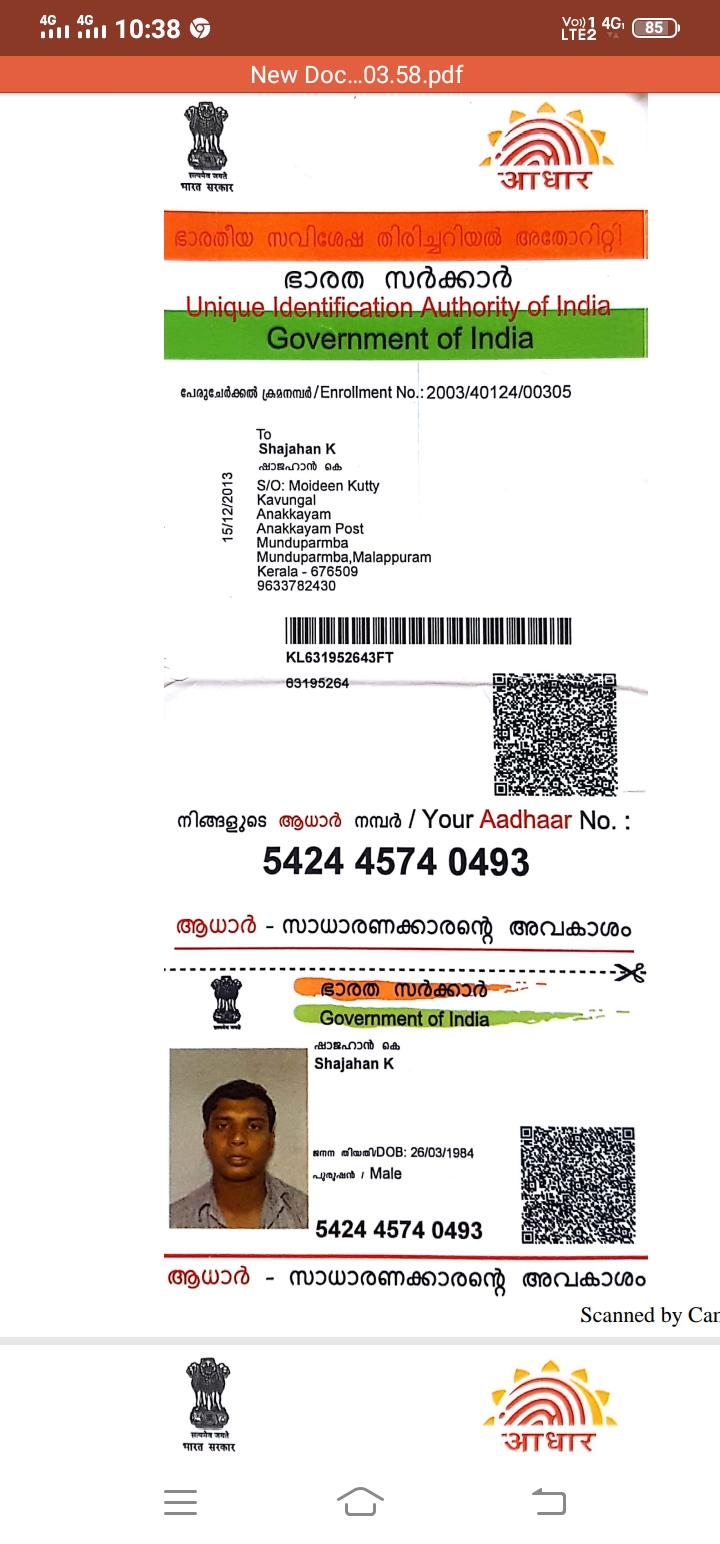 4G 4G 10:38 Vo)) 1 4G LTE2 85
New Doc...03.58.pdf
सत्यमेव जयते
भारत सरकार
आधार
ഭാരതീയ സവിശേഷ തിരിച്ചറിയൽ അതോറിറ്റി
ഭാരത സർക്കാർ
Unique Identification Authority of India
Government of India
പേരുചേർക്കൽ ക്രമനമ്പർ/Enrollment No.: 2003/40124/00305
15/12/2013
To
Shajahan K
ഷാജഹാൻ കെ
S/O: Moideen Kutty
Kavungal
Anakkayam
Anakkayam Post
Munduparmba
Munduparmba,Malappuram
Kerala - 676509
9633782430
KL631952643FT
63195264
നിങ്ങളുടെ ആധാർ നമ്പർ / Your Aadhaar No. :
5424 4574 0493
ആധാർ - സാധാരണക്കാരന്റെ അവകാശം
ഭാരത സർക്കാർ
Government of India
ഷാജഹാൻ കെ
Shajahan K
ജനന തിയതി/DOB: 26/03/1984
പുരുഷൻ / Male
5424 4574 0493
ആധാർ - സാധാരണക്കാരന്റെ അവകാശം
Scanned by Car
सत्यमेव जयते
भारत सरकार
आधार